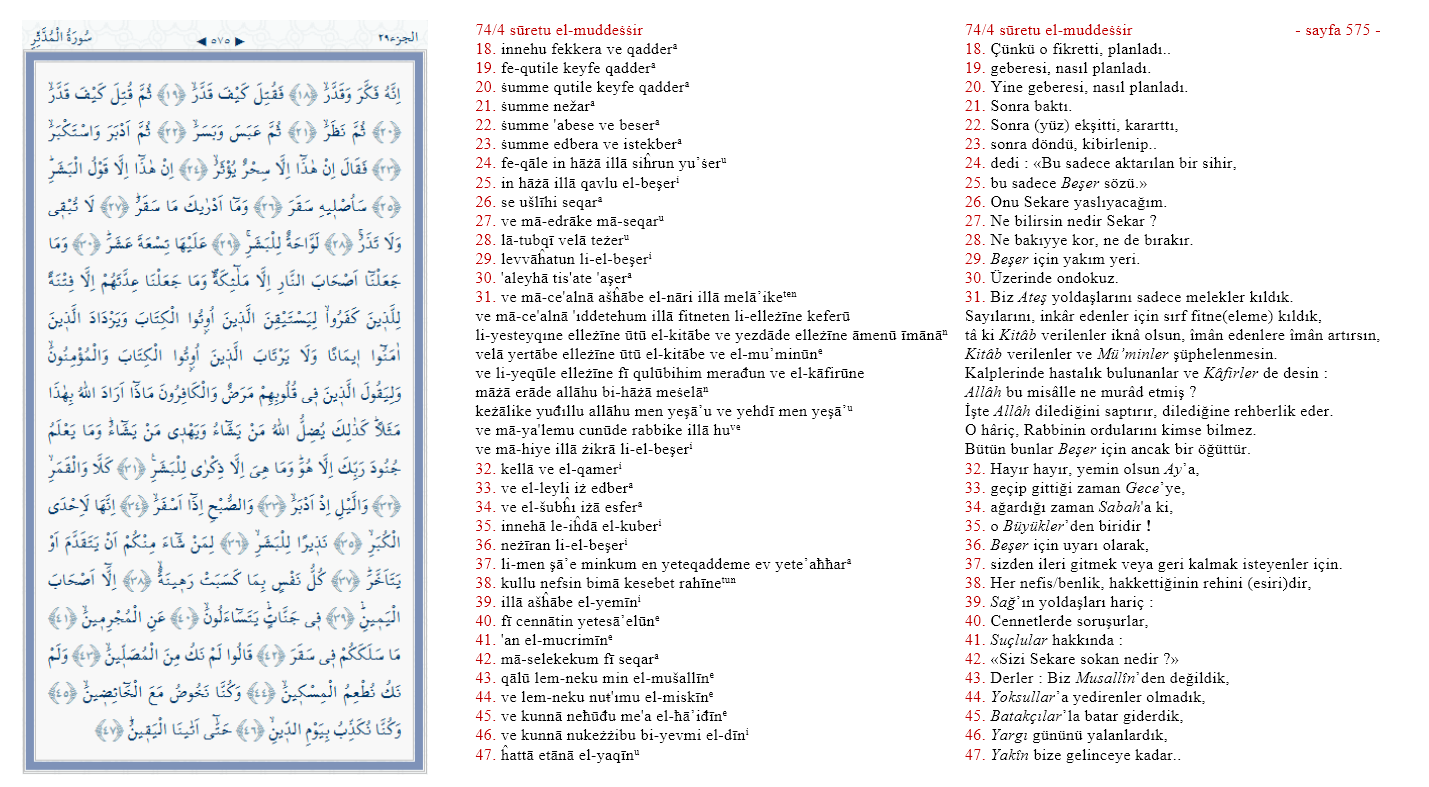 سُورَةُ الْمُدَّثِّرِ ◄ ٥٧٥ ► الجزء ٢٩
اِنَّهُ فَكَّرَ وَقَدَّرَۙ ﴿١٨﴾ فَقُتِلَ كَيْفَ قَدَّرَۙ ﴿١٩﴾ ثُمَّ قُتِلَ كَيْفَ قَدَّرَۙ
﴿٢٠﴾ ثُمَّ نَظَرَۙ ﴿٢١﴾ ثُمَّ عَبَسَ وَبَسَرَۙ ﴿٢٢﴾ ثُمَّ اَدْبَرَ وَاسْتَكْبَرَۙ
﴿٢٣﴾ فَقَالَ اِنْ هٰذَٓا اِلَّا سِحْرٌ يُؤْثَرُۙ ﴿٢٤﴾ اِنْ هٰذَٓا اِلَّا قَوْلُ الْبَشَرِۜ
﴿٢٥﴾ سَاُصْل۪يهِ سَقَرَ ﴿٢٦﴾ وَمَٓا اَدْرٰيكَ مَا سَقَرُۜ ﴿٢٧﴾ لَا تُبْق۪ي
وَلَا تَذَرُۚ ﴿٢٨﴾ لَوَّاحَةٌ لِلْبَشَرِۚ ﴿٢٩﴾ عَلَيْهَا تِسْعَةَ عَشَرَۜ ﴿٣٠﴾ وَمَا
جَعَلْنَٓا اَصْحَابَ النَّارِ اِلَّا مَلٰٓئِكَةًۖ وَمَا جَعَلْنَا عِدَّتَهُمْ اِلَّا فِتْنَةً
لِلَّذ۪ينَ كَفَرُواۙ لِيَسْتَيْقِنَ الَّذ۪ينَ اُو۫تُوا الْكِتَابَ وَيَزْدَادَ الَّذ۪ينَ
اٰمَنُٓوا ا۪يمَانًا وَلَا يَرْتَابَ الَّذ۪ينَ اُو۫تُوا الْكِتَابَ وَالْمُؤْمِنُونَۙ
وَلِيَقُولَ الَّذ۪ينَ ف۪ي قُلُوبِهِمْ مَرَضٌ وَالْكَافِرُونَ مَاذَٓا اَرَادَ اللّٰهُ بِهٰذَا
مَثَلًاۜ كَذٰلِكَ يُضِلُّ اللّٰهُ مَنْ يَشَٓاءُ وَيَهْد۪ي مَنْ يَشَٓاءُۜ وَمَا يَعْلَمُ
جُنُودَ رَبِّكَ اِلَّا هُوَۜ وَمَا هِيَ اِلَّا ذِكْرٰى لِلْبَشَرِ۟ ﴿٣١﴾ كَلَّا وَالْقَمَرِۙ
﴿٣٢﴾ وَالَّيْلِ اِذْ اَدْبَرَۙ ﴿٣٣﴾ وَالصُّبْحِ اِذَٓا اَسْفَرَۙ ﴿٣٤﴾ اِنَّهَا لَاِحْدَى
الْكُبَرِۙ ﴿٣٥﴾ نَذ۪يرًا لِلْبَشَرِۙ ﴿٣٦﴾ لِمَنْ شَٓاءَ مِنْكُمْ اَنْ يَتَقَدَّمَ اَوْ
يَتَاَخَّرَۜ ﴿٣٧﴾ كُلُّ نَفْسٍ بِمَا كَسَبَتْ رَه۪ينَةٌۙ ﴿٣٨﴾ اِلَّٓا اَصْحَابَ
الْيَم۪ينِۜ ﴿٣٩﴾ ف۪ي جَنَّاتٍۜ يَتَسَٓاءَلُونَۙ ﴿٤٠﴾ عَنِ الْمُجْرِم۪ينَۙ ﴿٤١﴾
مَا سَلَكَكُمْ ف۪ي سَقَرَ ﴿٤٢﴾ قَالُوا لَمْ نَكُ مِنَ الْمُصَلّ۪ينَۙ ﴿٤٣﴾ وَلَمْ
نَكُ نُطْعِمُ الْمِسْك۪ينَۙ ﴿٤٤﴾ وَكُنَّا نَخُوضُ مَعَ الْخَٓائِض۪ينَۙ ﴿٤٥﴾
وَكُنَّا نُكَذِّبُ بِيَوْمِ الدّ۪ينِۙ ﴿٤٦﴾ حَتّٰٓى اَتٰينَا الْيَق۪ينُۜ ﴿٤٧﴾
74/4 sūretu el-muddeṡṡir
18. innehu fekkera ve qadderᵃ
19. fe-qutile keyfe qadderᵃ
20. ṡumme qutile keyfe qadderᵃ
21. ṡumme nežarᵃ
22. ṡumme 'abese ve beserᵃ
23. ṡumme edbera ve istekberᵃ
24. fe-qāle in hāżā illā siĥrun yu’ṡerᵘ
25. in hāżā illā qavlu el-beşerⁱ
26. se ušlīhi seqarᵃ
27. ve mā-edrāke mā-seqarᵘ
28. lā-tubqī velā teżerᵘ
29. levvāĥatun li-el-beşerⁱ
30. 'aleyhā tis'ate 'aşerᵃ
31. ve mā-ce'alnā ašĥābe el-nāri illā melā’iketᵉⁿ
ve mā-ce'alnā 'ıddetehum illā fitneten li-elleżīne keferū
li-yesteyqıne elleżīne ūtū el-kitābe ve yezdāde elleżīne āmenū īmānāⁿ
velā yertābe elleżīne ūtū el-kitābe ve el-mu’minūnᵉ
ve li-yeqūle elleżīne fī qulūbihim merađun ve el-kāfirūne
māżā erāde allāhu bi-hāżā meṡelāⁿ
keżālike yuđıllu allāhu men yeşā’u ve yehdī men yeşā’ᵘ
ve mā-ya'lemu cunūde rabbike illā huᵛᵉ
ve mā-hiye illā żikrā li-el-beşerⁱ
32. kellā ve el-qamerⁱ
33. ve el-leyli iż edberᵃ
34. ve el-šubĥı iżā esferᵃ
35. innehā le-iĥdā el-kuberⁱ
36. neżīran li-el-beşerⁱ
37. li-men şā’e minkum en yeteqaddeme ev yete’aħħarᵃ
38. kullu nefsin bimā kesebet rahīnetᵘⁿ
39. illā ašĥābe el-yemīnⁱ
40. fī cennātin yetesā’elūnᵉ
41. 'an el-mucrimīnᵉ
42. mā-selekekum fī seqarᵃ
43. qālū lem-neku min el-mušallīnᵉ
44. ve lem-neku nuŧ'ımu el-miskīnᵉ
45. ve kunnā neħūđu me'a el-ħā’iđīnᵉ
46. ve kunnā nukeżżibu bi-yevmi el-dīnⁱ
47. ĥattā etānā el-yaqīnᵘ
74/4 sūretu el-muddeṡṡir - sayfa 575 -
18. Çünkü o fikretti, planladı..
19. geberesi, nasıl planladı.
20. Yine geberesi, nasıl planladı.
21. Sonra baktı.
22. Sonra (yüz) ekşitti, kararttı,
23. sonra döndü, kibirlenip..
24. dedi : «Bu sadece aktarılan bir sihir,
25. bu sadece Beşer sözü.»
26. Onu Sekare yaslıyacağım.
27. Ne bilirsin nedir Sekar ?
28. Ne bakıyye kor, ne de bırakır.
29. Beşer için yakım yeri.
30. Üzerinde ondokuz.
31. Biz Ateş yoldaşlarını sadece melekler kıldık.
Sayılarını, inkâr edenler için sırf fitne(eleme) kıldık,
tâ ki Kitâb verilenler iknâ olsun, îmân edenlere îmân artırsın,
Kitâb verilenler ve Mü’minler şüphelenmesin.
Kalplerinde hastalık bulunanlar ve Kâfirler de desin :
Allâh bu misâlle ne murâd etmiş ?
İşte Allâh dilediğini saptırır, dilediğine rehberlik eder.
O hâriç, Rabbinin ordularını kimse bilmez.
Bütün bunlar Beşer için ancak bir öğüttür.
32. Hayır hayır, yemin olsun Ay’a,
33. geçip gittiği zaman Gece’ye,
34. ağardığı zaman Sabah'a ki,
35. o Büyükler’den biridir !
36. Beşer için uyarı olarak,
37. sizden ileri gitmek veya geri kalmak isteyenler için.
38. Her nefis/benlik, hakkettiğinin rehini (esiri)dir,
39. Sağ’ın yoldaşları hariç :
40. Cennetlerde soruşurlar,
41. Suçlular hakkında :
42. «Sizi Sekare sokan nedir ?»
43. Derler : Biz Musallîn’den değildik,
44. Yoksullar’a yedirenler olmadık,
45. Batakçılar’la batar giderdik,
46. Yargı gününü yalanlardık,
47. Yakîn bize gelinceye kadar..